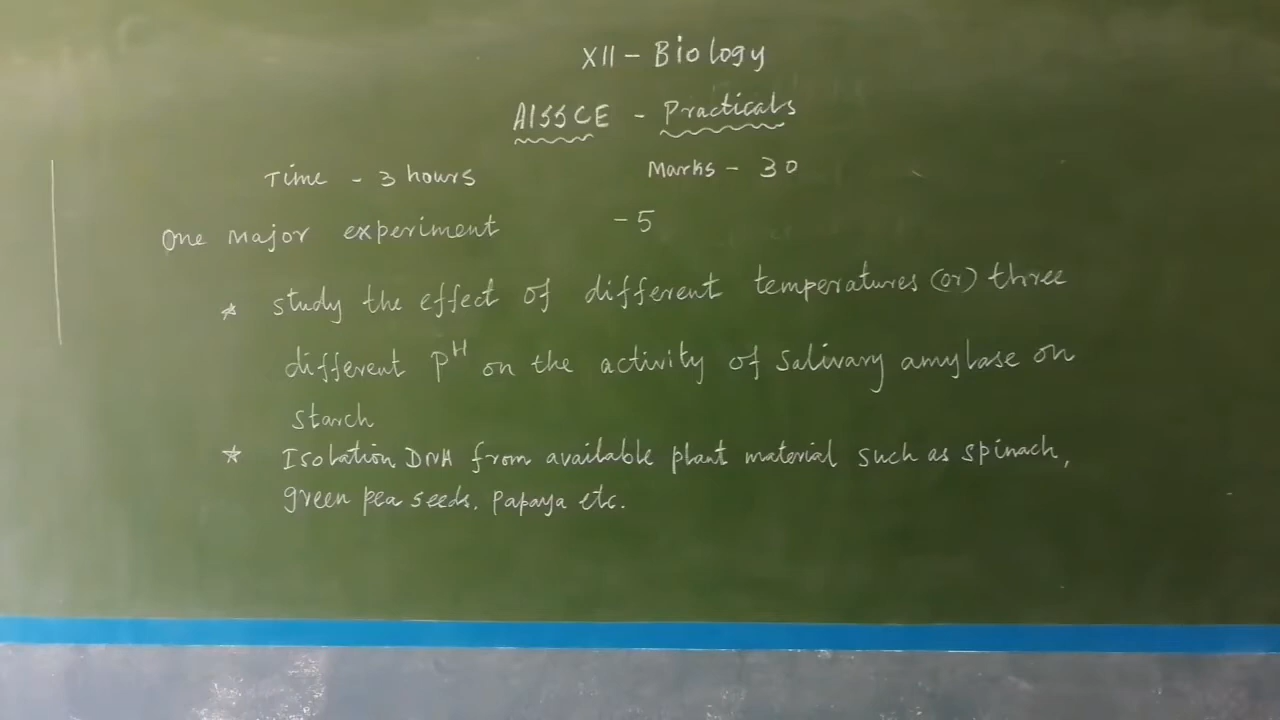 XII - Biology
AISSCE - Practicals
Time - 3 hours Marks - 30
One major experiment - 5
* study the effect of different temperatures (or) three
different pH on the activity of salivary amylase on
starch
* Isolation DNA from available plant material such as spinach,
green pea seeds. Papaya etc.